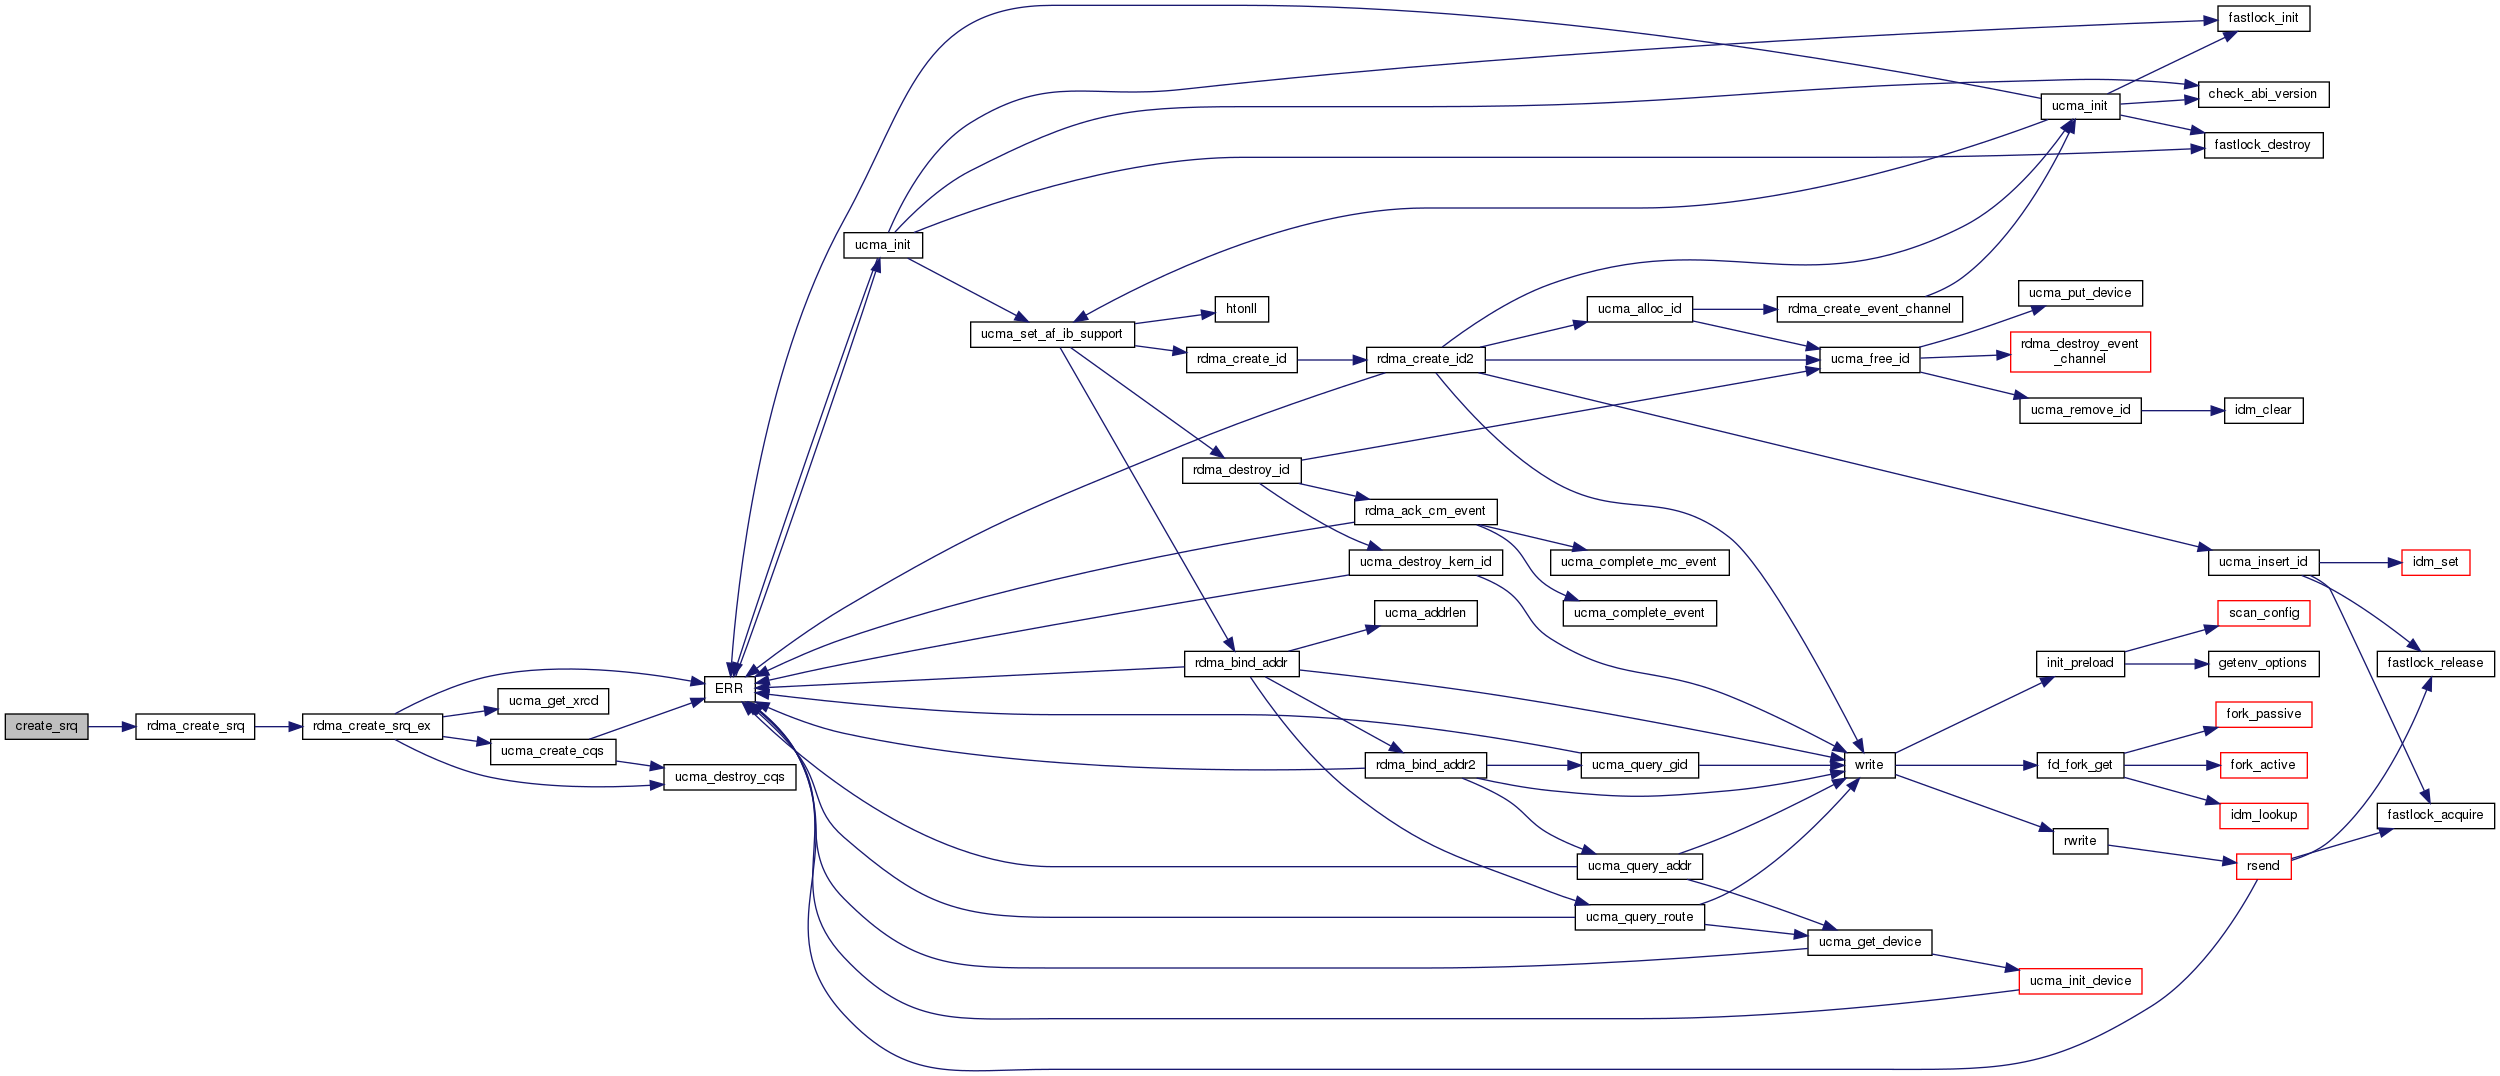 create_srq
rdma_create_srq
rdma_create_srq_ex
ucma_get_xrcd
ucma_create_cqs
ucma_destroy_cqs
ERR
ucma_init
ucma_set_af_ib_support
htonll
rdma_create_id
rdma_destroy_id
rdma_bind_addr
rdma_create_id2
rdma_ack_cm_event
ucma_destroy_kern_id
ucma_addrlen
rdma_bind_addr2
ucma_alloc_id
ucma_complete_mc_event
ucma_complete_event
ucma_query_gid
ucma_query_addr
ucma_query_route
rdma_create_event_channel
ucma_free_id
write
ucma_get_device
ucma_init
ucma_put_device
rdma_destroy_event
_channel
ucma_remove_id
init_preload
fd_fork_get
rwrite
ucma_init_device
fastlock_init
check_abi_version
fastlock_destroy
idm_clear
ucma_insert_id
scan_config
getenv_options
fork_passive
fork_active
idm_lookup
rsend
idm_set
fastlock_release
fastlock_acquire